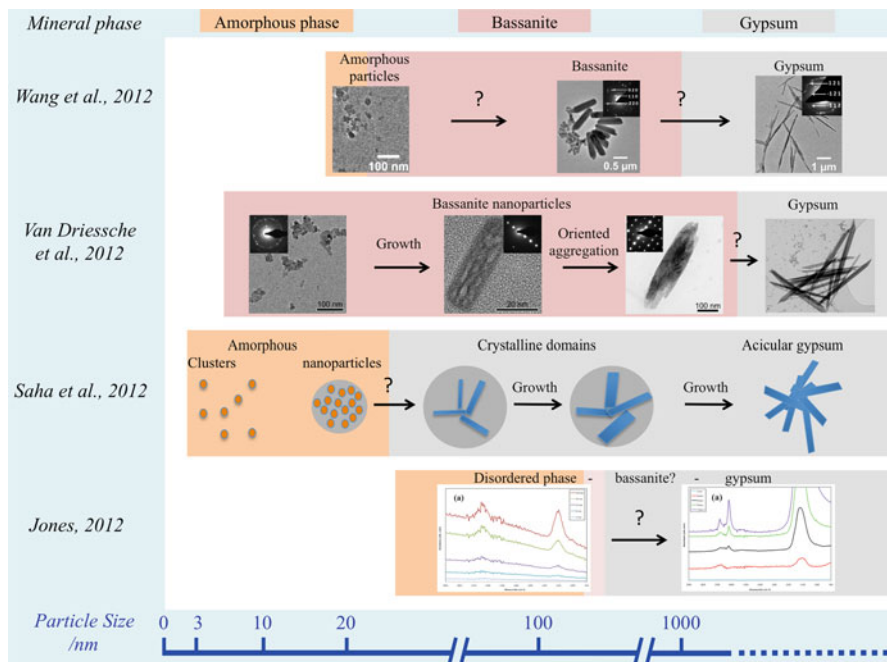 Mineral phase
Amorphous phase
Bassanite
Gypsum
Wang et al., 2012
Amorphous
particles
100 nm
?
Bassanite
0.5 µm
?
Gypsum
1 µm
Van Driessche
et al., 2012
Bassanite nanoparticles
100 nm
Growth
20 nm
Oriented
aggregation
100 nm
?
Gypsum
Saha et al., 2012
Amorphous
Clusters
nanoparticles
?
Crystalline domains
Growth
Growth
Acicular gypsum
Jones, 2012
Disordered phase - bassanite? - gypsum
(a)
?
(a)
Particle Size
/nm
0 3 10 20 100 1000